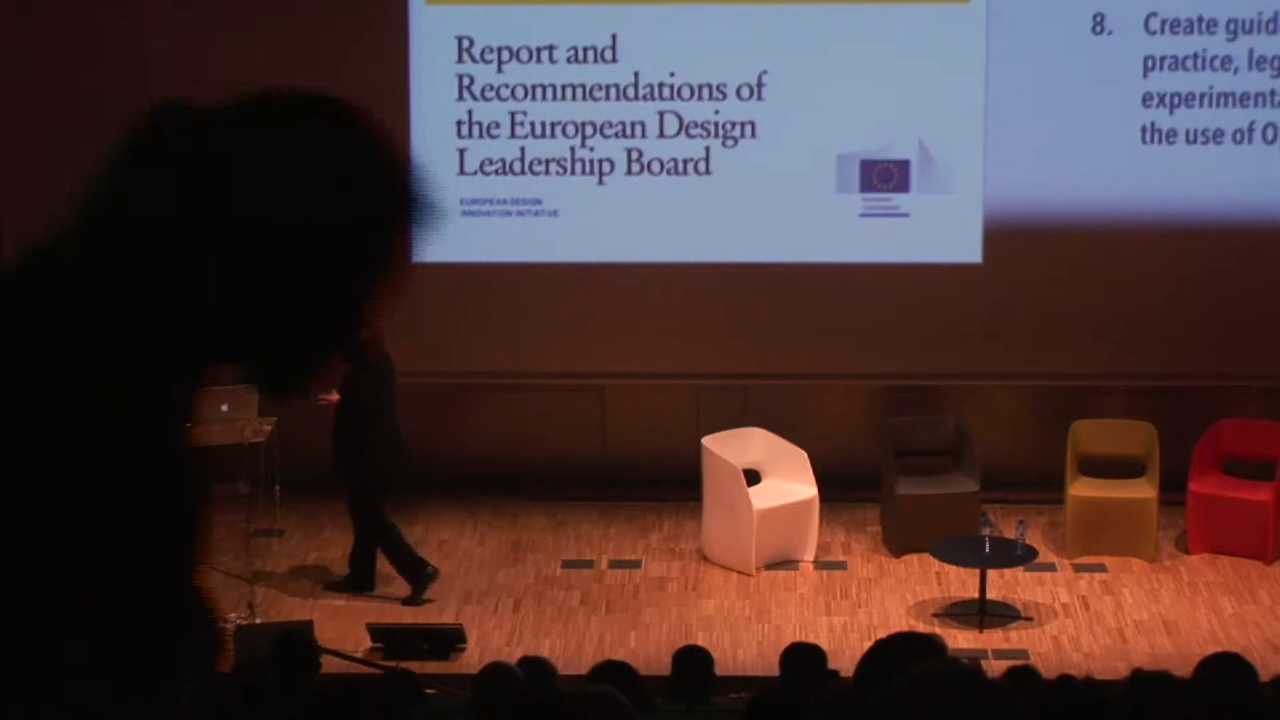 Report and
Recommendations of
the European Design
Leadership Board
EUROPEAN DESIGN
INNOVATION INITIATIVE
8. Create guid
practice, leg
experimenta
the use of O